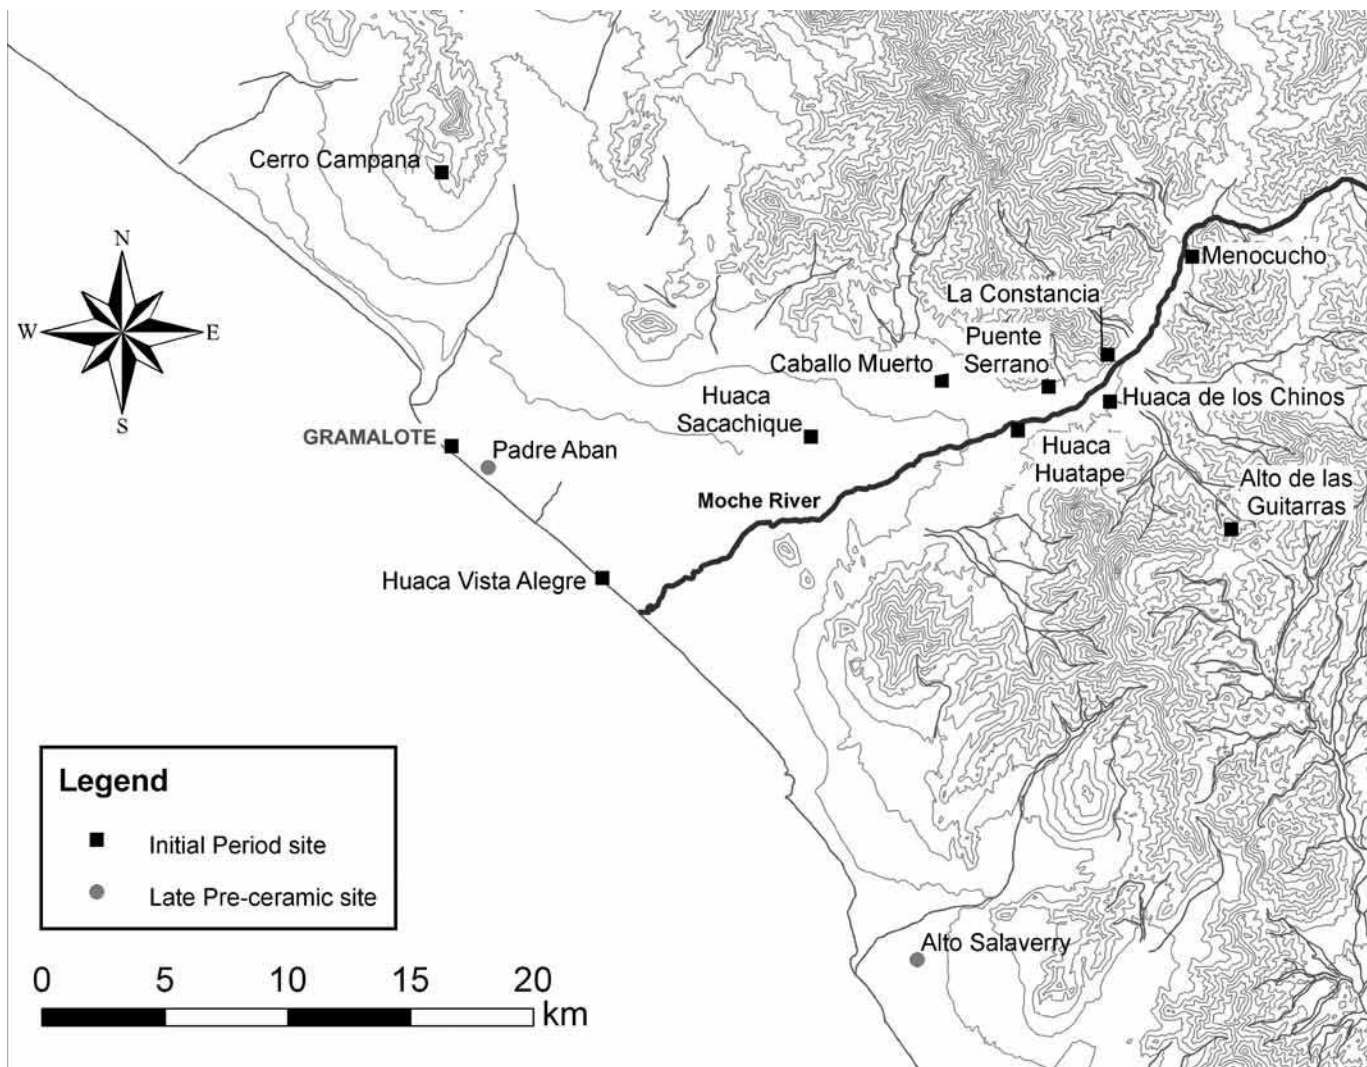 Cerro Campana
N
W
E
S
Menocucho
La Constancia
Puente
Serrano
Caballo Muerto
Huaca
Sacachique
Huaca de los Chinos
GRAMALOTE
Padre Aban
Huaca
Huatape
Alto de las
Guitarras
Moche River
Huaca Vista Alegre
Legend
Initial Period site
Late Pre-ceramic site
Alto Salaverry
0 5 10 15 20
km